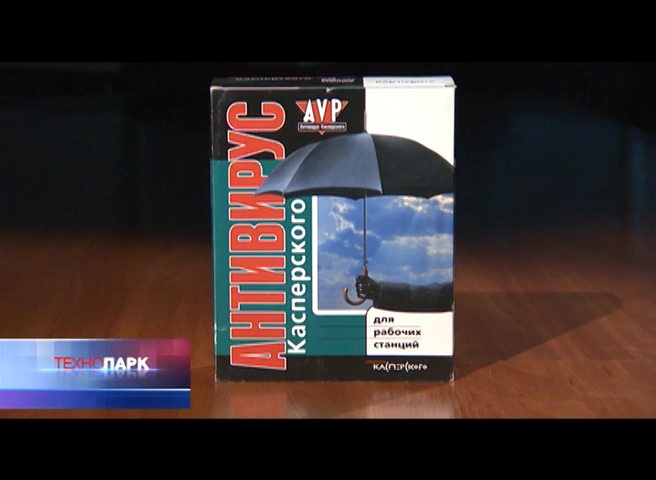 AVP
Антивирус Касперского
АНТИВИРУС
Касперского
для
рабочих
станций
КАСПЕРСКОГО
ТЕХНОПАРК